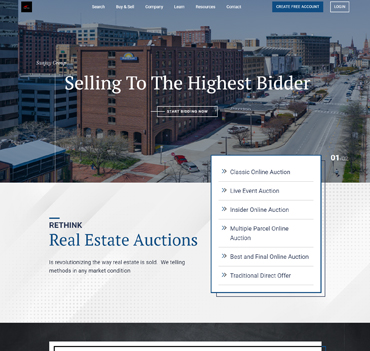 Search Buy & Sell Company Learn Resources Contact CREATE FREE ACCOUNT LOGIN
Selling To The Highest Bidder
START BIDDING NOW
01
Classic Online Auction
Live Event Auction
Insider Online Auction
Multiple Parcel Online
Auction
Best and Final Online Auction
Traditional Direct Offer
RETHINK
Real Estate Auctions
is revolutionizing the way real estate is sold. We telling
methods in any market condition